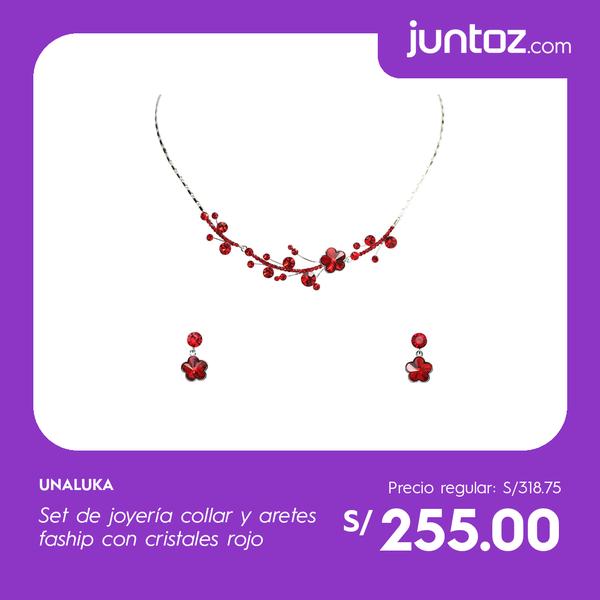 juntoz.com
UNALUKA
Set de joyería collar y aretes
faship con cristales rojo
Precio regular: S/318.75
S/ 255.00